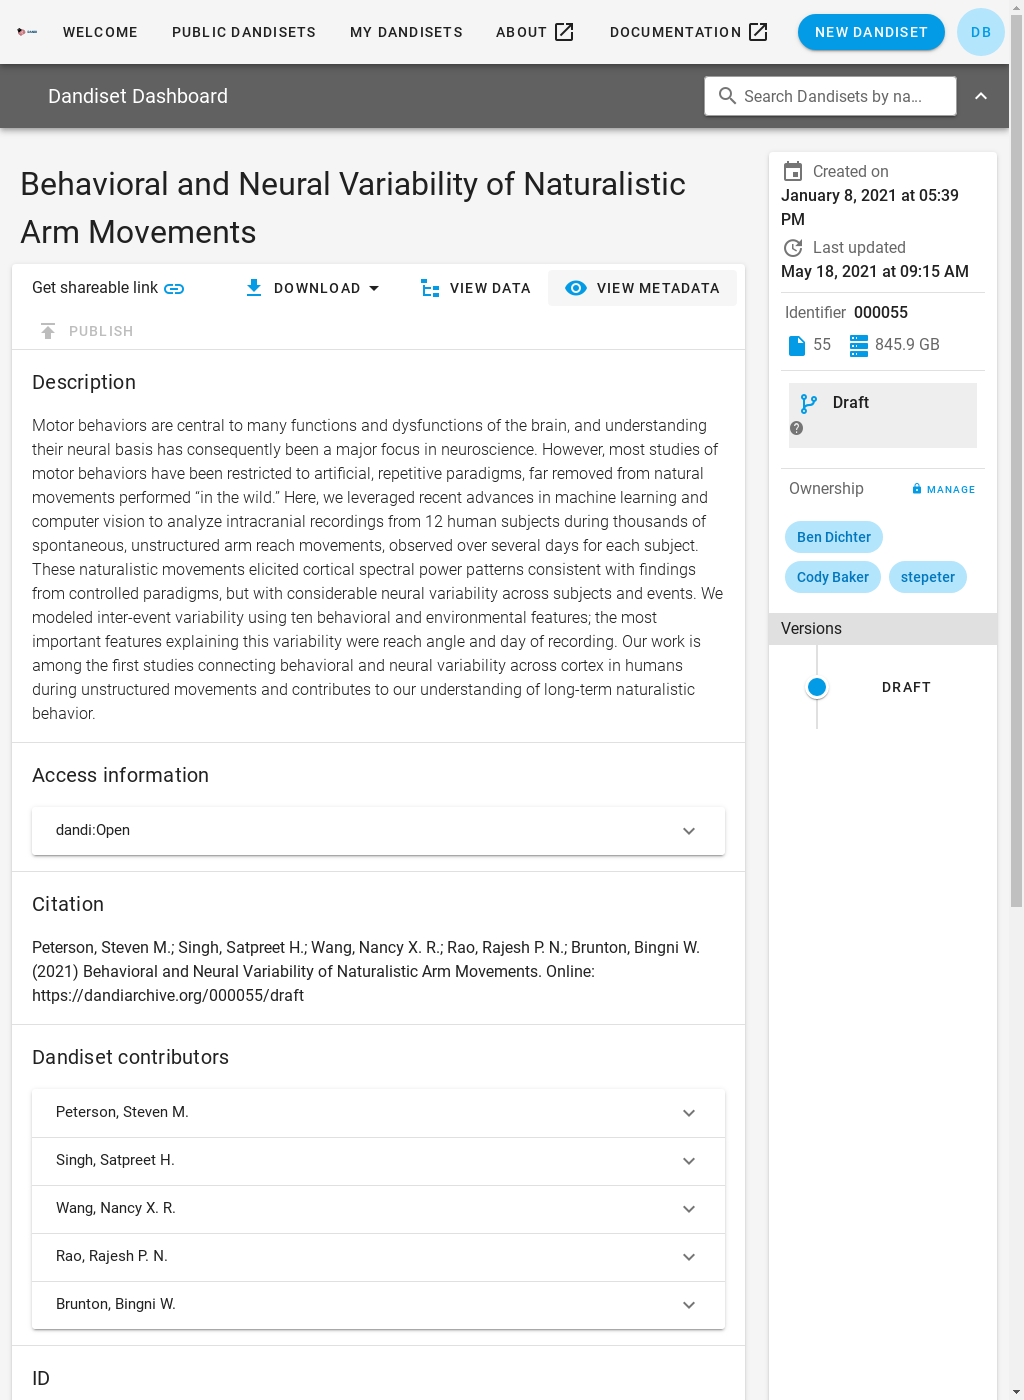 WELCOME PUBLIC DANDISETS MY DANDISETS ABOUT DOCUMENTATION NEW DANDISET DB
Dandiset Dashboard
Search Dandisets by na...
Behavioral and Neural Variability of Naturalistic
Arm Movements
Get shareable link DOWNLOAD VIEW DATA VIEW METADATA
PUBLISH
Description
Motor behaviors are central to many functions and dysfunctions of the brain, and understanding
their neural basis has consequently been a major focus in neuroscience. However, most studies of
motor behaviors have been restricted to artificial, repetitive paradigms, far removed from natural
movements performed “in the wild.” Here, we leveraged recent advances in machine learning and
computer vision to analyze intracranial recordings from 12 human subjects during thousands of
spontaneous, unstructured arm reach movements, observed over several days for each subject.
These naturalistic movements elicited cortical spectral power patterns consistent with findings
from controlled paradigms, but with considerable neural variability across subjects and events. We
modeled inter-event variability using ten behavioral and environmental features; the most
important features explaining this variability were reach angle and day of recording. Our work is
among the first studies connecting behavioral and neural variability across cortex in humans
during unstructured movements and contributes to our understanding of long-term naturalistic
behavior.
Access information
dandi:Open
Citation
Peterson, Steven M.; Singh, Satpreet H.; Wang, Nancy X. R.; Rao, Rajesh P. N.; Brunton, Bingni W.
(2021) Behavioral and Neural Variability of Naturalistic Arm Movements. Online:
https://dandiarchive.org/000055/draft
Dandiset contributors
Peterson, Steven M.
Singh, Satpreet H.
Wang, Nancy X. R.
Rao, Rajesh P. N.
Brunton, Bingni W.
ID
Created on
January 8, 2021 at 05:39
PM
Last updated
May 18, 2021 at 09:15 AM
Identifier 000055
55 845.9 GB
Draft
Ownership MANAGE
Ben Dichter
Cody Baker stepeter
Versions
DRAFT